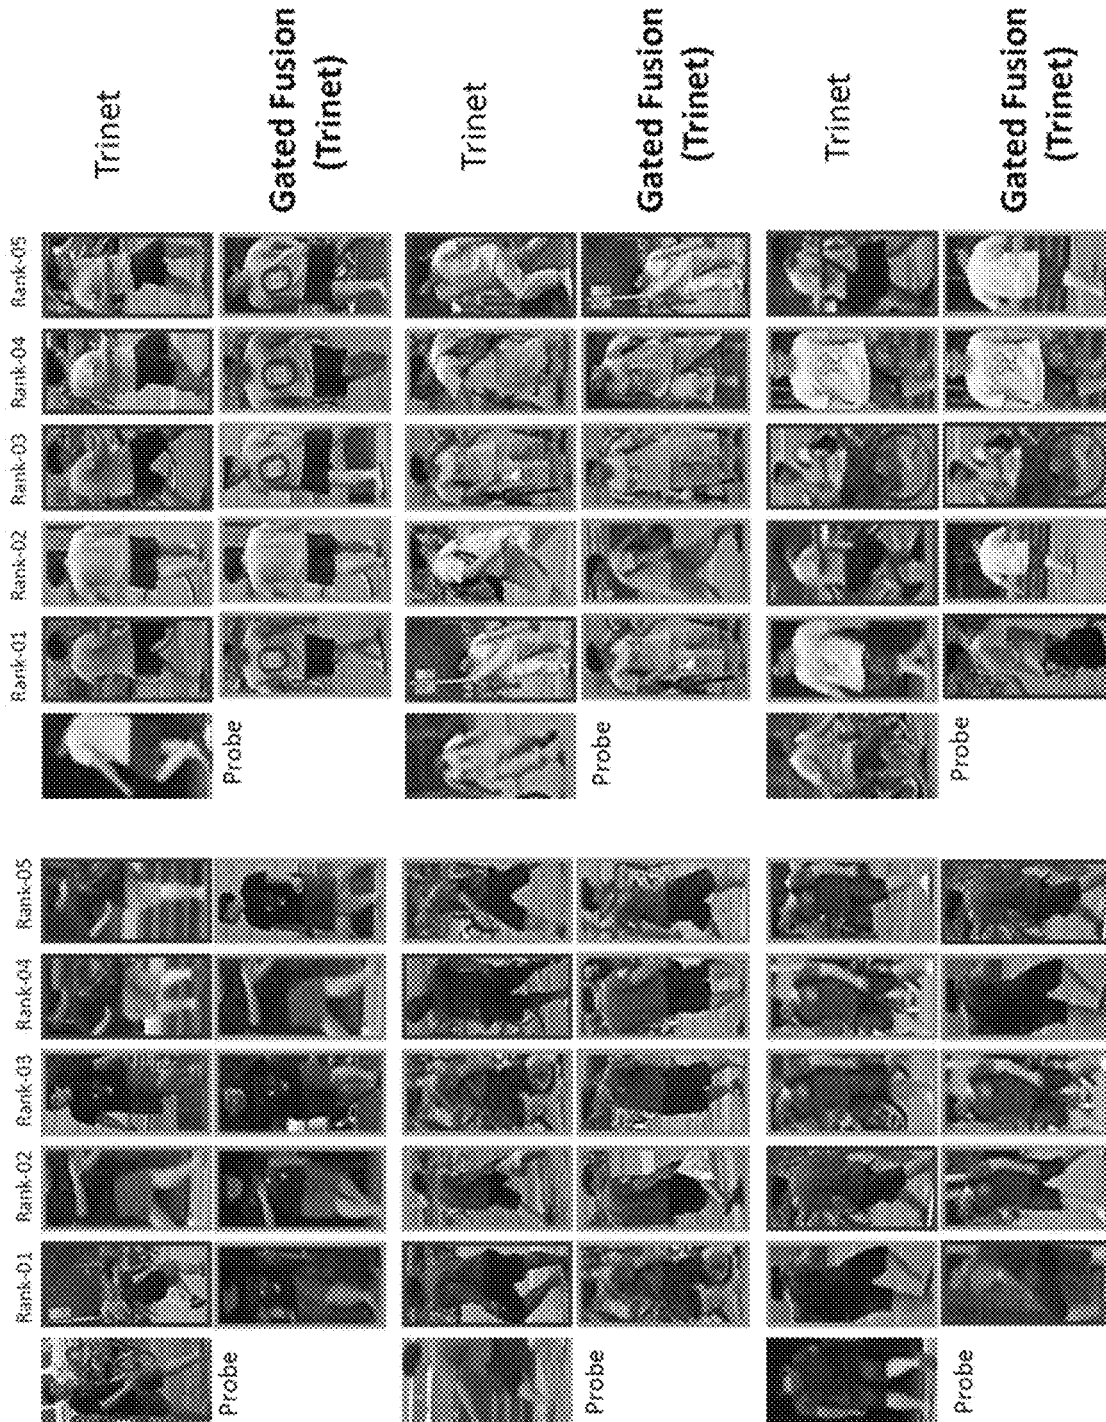 Rank-01
Rank-02
Rank-03
Rank-04
Rank-05
Rank-01
Rank-02
Rank-03
Rank-04
Rank-05
Trinet
Probe
Probe
Gated Fusion
(Trinet)
Trinet
Probe
Probe
Gated Fusion
(Trinet)
Trinet
Probe
Probe
Gated Fusion
(Trinet)